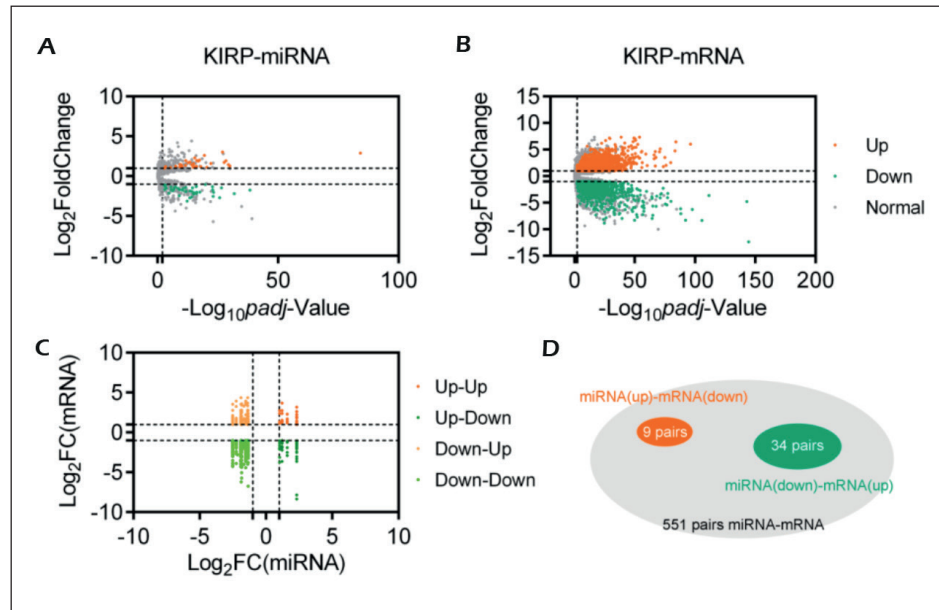 A
KIRP-miRNA
Log2FoldChange
10
5
0
-5
-10
0
50
100
-Log10padj-Value
B
KIRP-mRNA
Log2FoldChange
15
10
5
0
-5
-10
-15
0
50
100
150
200
-Log10padj-Value
Up
Down
Normal
C
Log2FC(mRNA)
10
5
0
-5
-10
-10
-5
0
5
10
Log2FC(miRNA)
Up-Up
Up-Down
Down-Up
Down-Down
D
miRNA(up)-mRNA(down)
9 pairs
34 pairs
miRNA(down)-mRNA(up)
551 pairs miRNA-mRNA